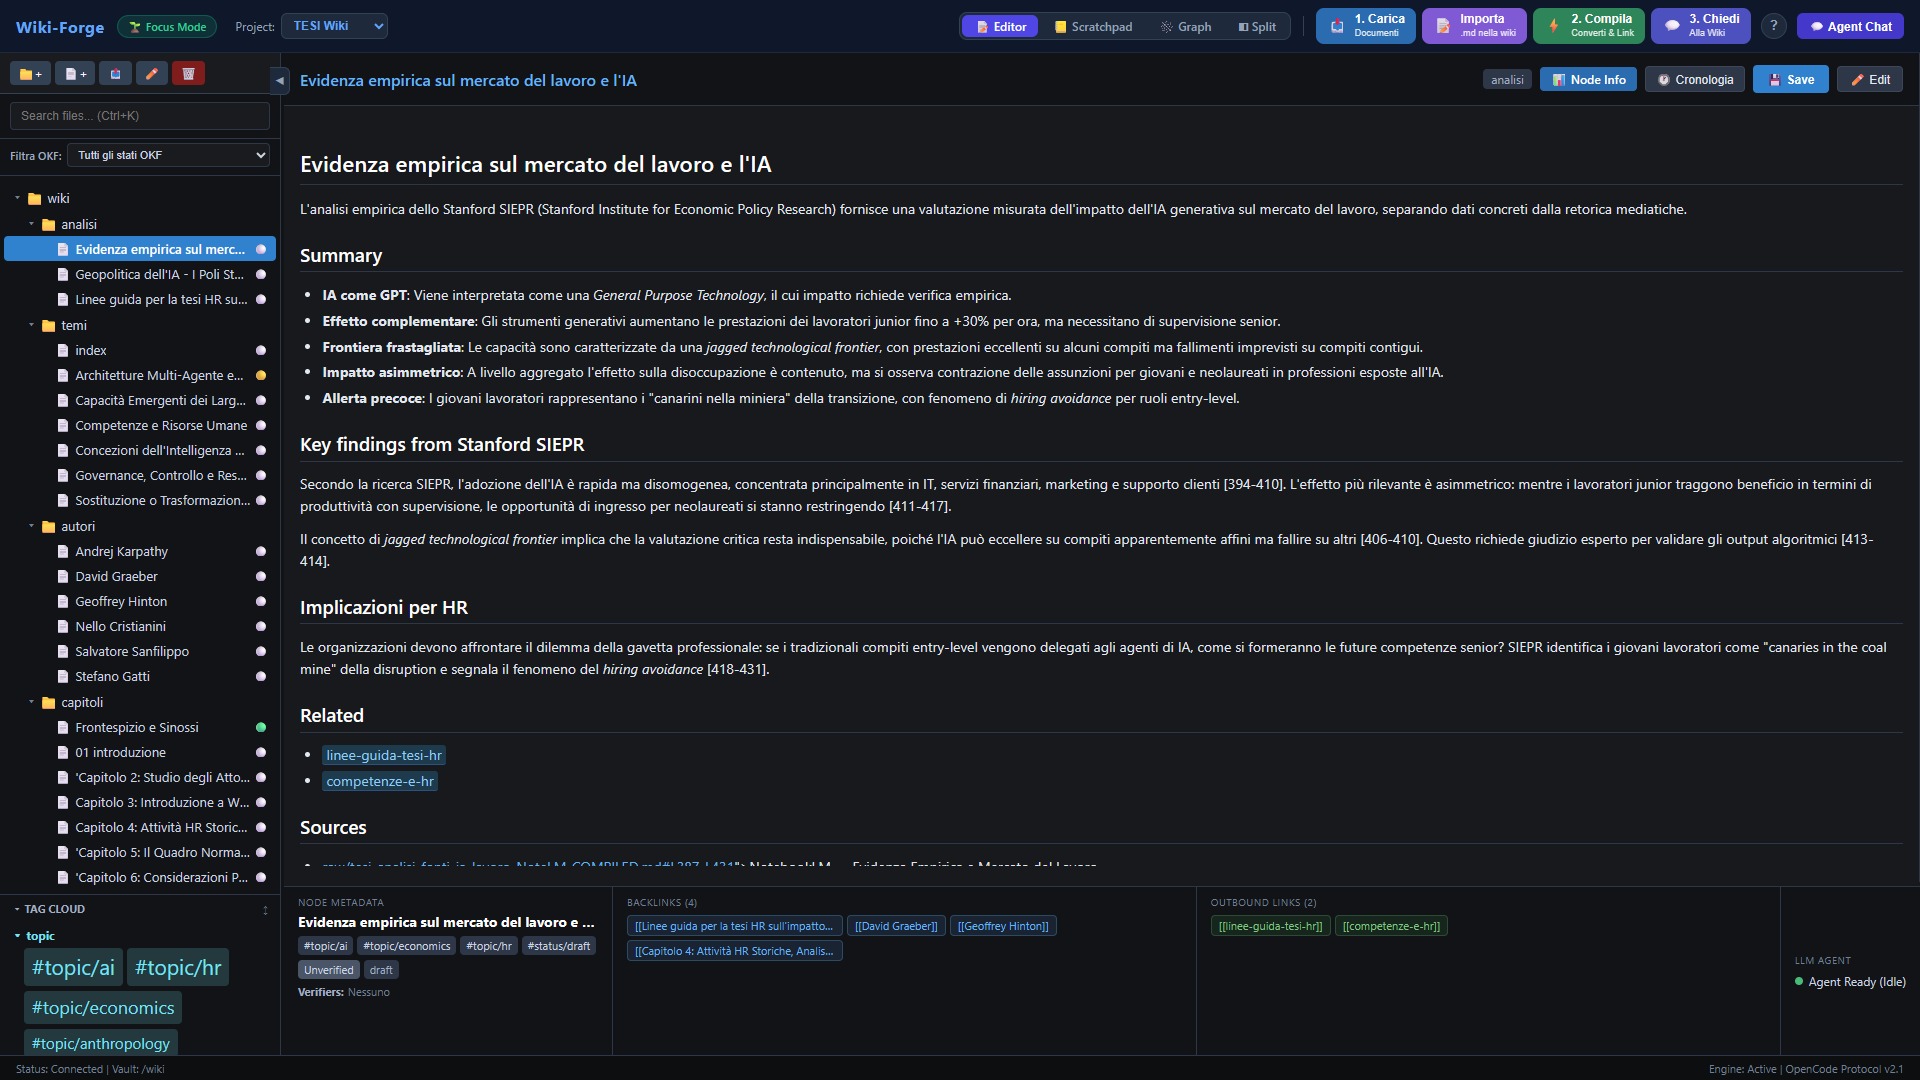 Wiki-Forge
Focus Mode
Project: TESI Wiki
Editor
Scratchpad
Graph
Split
1. Carica
Documenti
Importa
.md nella wiki
2. Compila
Converti & Link
3. Chiedi
Alla Wiki
?
Agent Chat
+
+
Search files... (Ctrl+K)
Filtra OKF: Tutti gli stati OKF
wiki
analisi
Evidenza empirica sul merc...
Geopolitica dell'IA - I Poli St...
Linee guida per la tesi HR su...
temi
index
Architetture Multi-Agente e...
Capacità Emergenti dei Larg...
Competenze e Risorse Umane
Concezioni dell'Intelligenza ...
Governance, Controllo e Res...
Sostituzione o Trasformazion...
autori
Andrej Karpathy
David Graeber
Geoffrey Hinton
Nello Cristianini
Salvatore Sanfilippo
Stefano Gatti
capitoli
Frontespizio e Sinossi
01 introduzione
'Capitolo 2: Studio degli Atto...
Capitolo 3: Introduzione a W...
Capitolo 4: Attività HR Storic...
'Capitolo 5: Il Quadro Norma...
'Capitolo 6: Considerazioni P...
TAG CLOUD
topic
#topic/ai #topic/hr
#topic/economics
#topic/anthropology
Evidenza empirica sul mercato del lavoro e l'IA
analisi
Node Info
Cronologia
Save
Edit
Evidenza empirica sul mercato del lavoro e l'IA
L'analisi empirica dello Stanford SIEPR (Stanford Institute for Economic Policy Research) fornisce una valutazione misurata dell'impatto dell'IA generativa sul mercato del lavoro, separando dati concreti dalla retorica mediatiche.
Summary
• IA come GPT: Viene interpretata come una General Purpose Technology, il cui impatto richiede verifica empirica.
• Effetto complementare: Gli strumenti generativi aumentano le prestazioni dei lavoratori junior fino a +30% per ora, ma necessitano di supervisione senior.
• Frontiera frastagliata: Le capacità sono caratterizzate da una jagged technological frontier, con prestazioni eccellenti su alcuni compiti ma fallimenti imprevisti su compiti contigui.
• Impatto asimmetrico: A livello aggregato l'effetto sulla disoccupazione è contenuto, ma si osserva contrazione delle assunzioni per giovani e neolaureati in professioni esposte all'IA.
• Allerta precoce: I giovani lavoratori rappresentano i "canarini nella miniera" della transizione, con fenomeno di hiring avoidance per ruoli entry-level.
Key findings from Stanford SIEPR
Secondo la ricerca SIEPR, l'adozione dell'IA è rapida ma disomogenea, concentrata principalmente in IT, servizi finanziari, marketing e supporto clienti [394-410]. L'effetto più rilevante è asimmetrico: mentre i lavoratori junior traggono beneficio in termini di
produttività con supervisione, le opportunità di ingresso per neolaureati si stanno restringendo [411-417].
Il concetto di jagged technological frontier implica che la valutazione critica resta indispensabile, poiché l'IA può eccellere su compiti apparentemente affini ma fallire su altri [406-410]. Questo richiede giudizio esperto per validare gli output algoritmici [413-
414].
Implicazioni per HR
Le organizzazioni devono affrontare il dilemma della gavetta professionale: se i tradizionali compiti entry-level vengono delegati agli agenti di IA, come si formeranno le future competenze senior? SIEPR identifica i giovani lavoratori come "canaries in the coal
mine" della disruption e segnala il fenomeno del hiring avoidance [418-431].
Related
• linee-guida-tesi-hr
• competenze-e-hr
Sources
NODE METADATA
Evidenza empirica sul mercato del lavoro e ...
#topic/ai #topic/economics #topic/hr #status/draft
Unverified draft
Verifiers: Nessuno
BACKLINKS (4)
[[Linee guida per la tesi HR sull'impatto... [[David Graeber]] [[Geoffrey Hinton]]
[[Capitolo 4: Attività HR Storiche, Analis...
OUTBOUND LINKS (2)
[[linee-guida-tesi-hr]] [[competenze-e-hr]]
LLM AGENT
Agent Ready (Idle)
Status: Connected | Vault: /wiki
Engine: Active | OpenCode Protocol v2.1